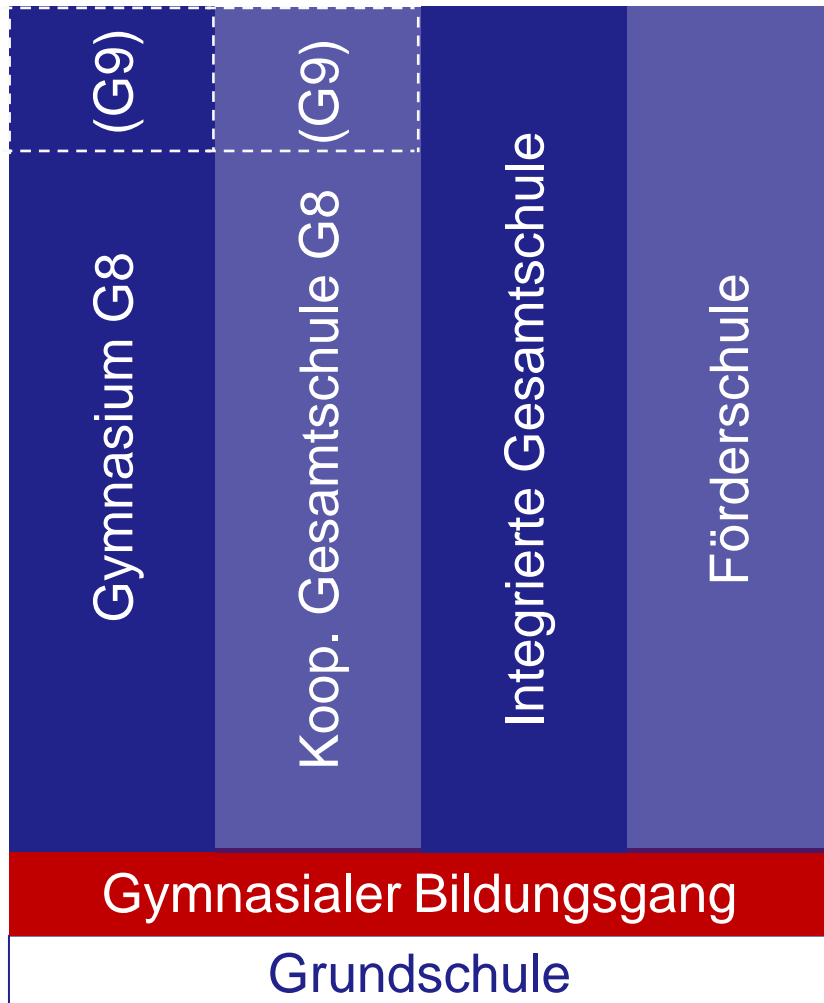 (G9)
Gymnasium G8
(G9)
Koop. Gesamtschule G8
Integrierte Gesamtschule
Förderschule
Gymnasialer Bildungsgang
Grundschule